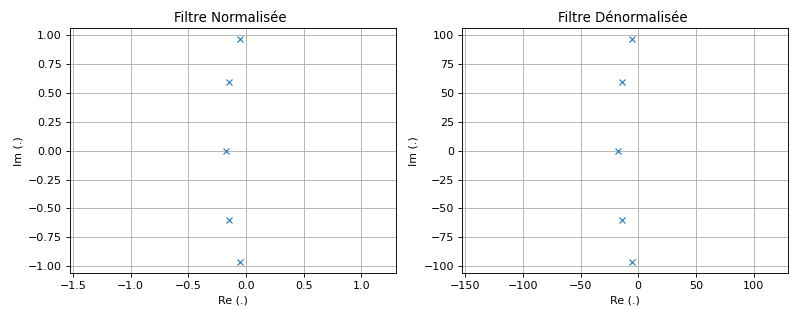 Filtre Normalisée
1.00
0.75
0.50
0.25
0.00
−0.25
−0.50
−0.75
−1.00
Im (.)
−1.5 −1.0 −0.5 0.0 0.5 1.0
Re (.)
Filtre Dénormalisée
100
75
50
25
0
−25
−50
−75
−100
Im (.)
−150 −100 −50 0 50 100
Re (.)